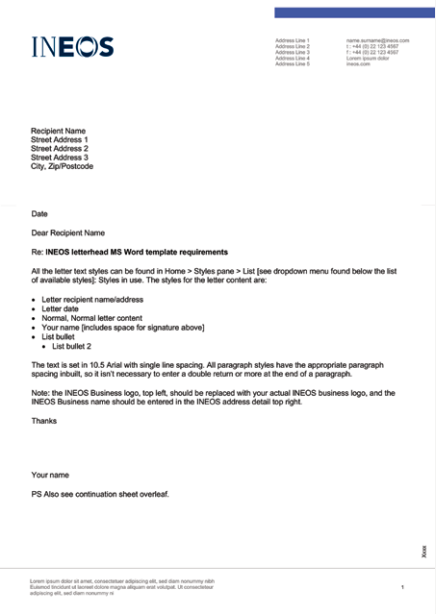 INEOS
Address Line 1
Address Line 2
Address Line 3
Address Line 4
Address Line 5
name.surname@ineos.com
t : +44 (0) 22 123 4567
f : +44 (0) 22 123 4567
Lorem ipsum dolor
ineos.com
Recipient Name
Street Address 1
Street Address 2
Street Address 3
City, Zip/Postcode
Date
Dear Recipient Name
Re: INEOS letterhead MS Word template requirements
All the letter text styles can be found in Home > Styles pane > List [see dropdown menu found below the list
of available styles]: Styles in use. The styles for the letter content are:
• Letter recipient name/address
• Letter date
• Normal, Normal letter content
• Your name [includes space for signature above]
• List bullet
• List bullet 2
The text is set in 10.5 Arial with single line spacing. All paragraph styles have the appropriate paragraph
spacing inbuilt, so it isn't necessary to enter a double return or more at the end of a paragraph.
Note: the INEOS Business logo, top left, should be replaced with your actual INEOS business logo, and the
INEOS Business name should be entered in the INEOS address detail top right.
Thanks
Your name
PS Also see continuation sheet overleaf.
Lorem ipsum dolor sit amet, consectetuer adipiscing elit, sed diam nonummy nibh
Euismod tincidunt ut laoreet dolore magna aliquam erat volutpat. Ut consectetuer
adipiscing elit, sed diam nonummy ni
1